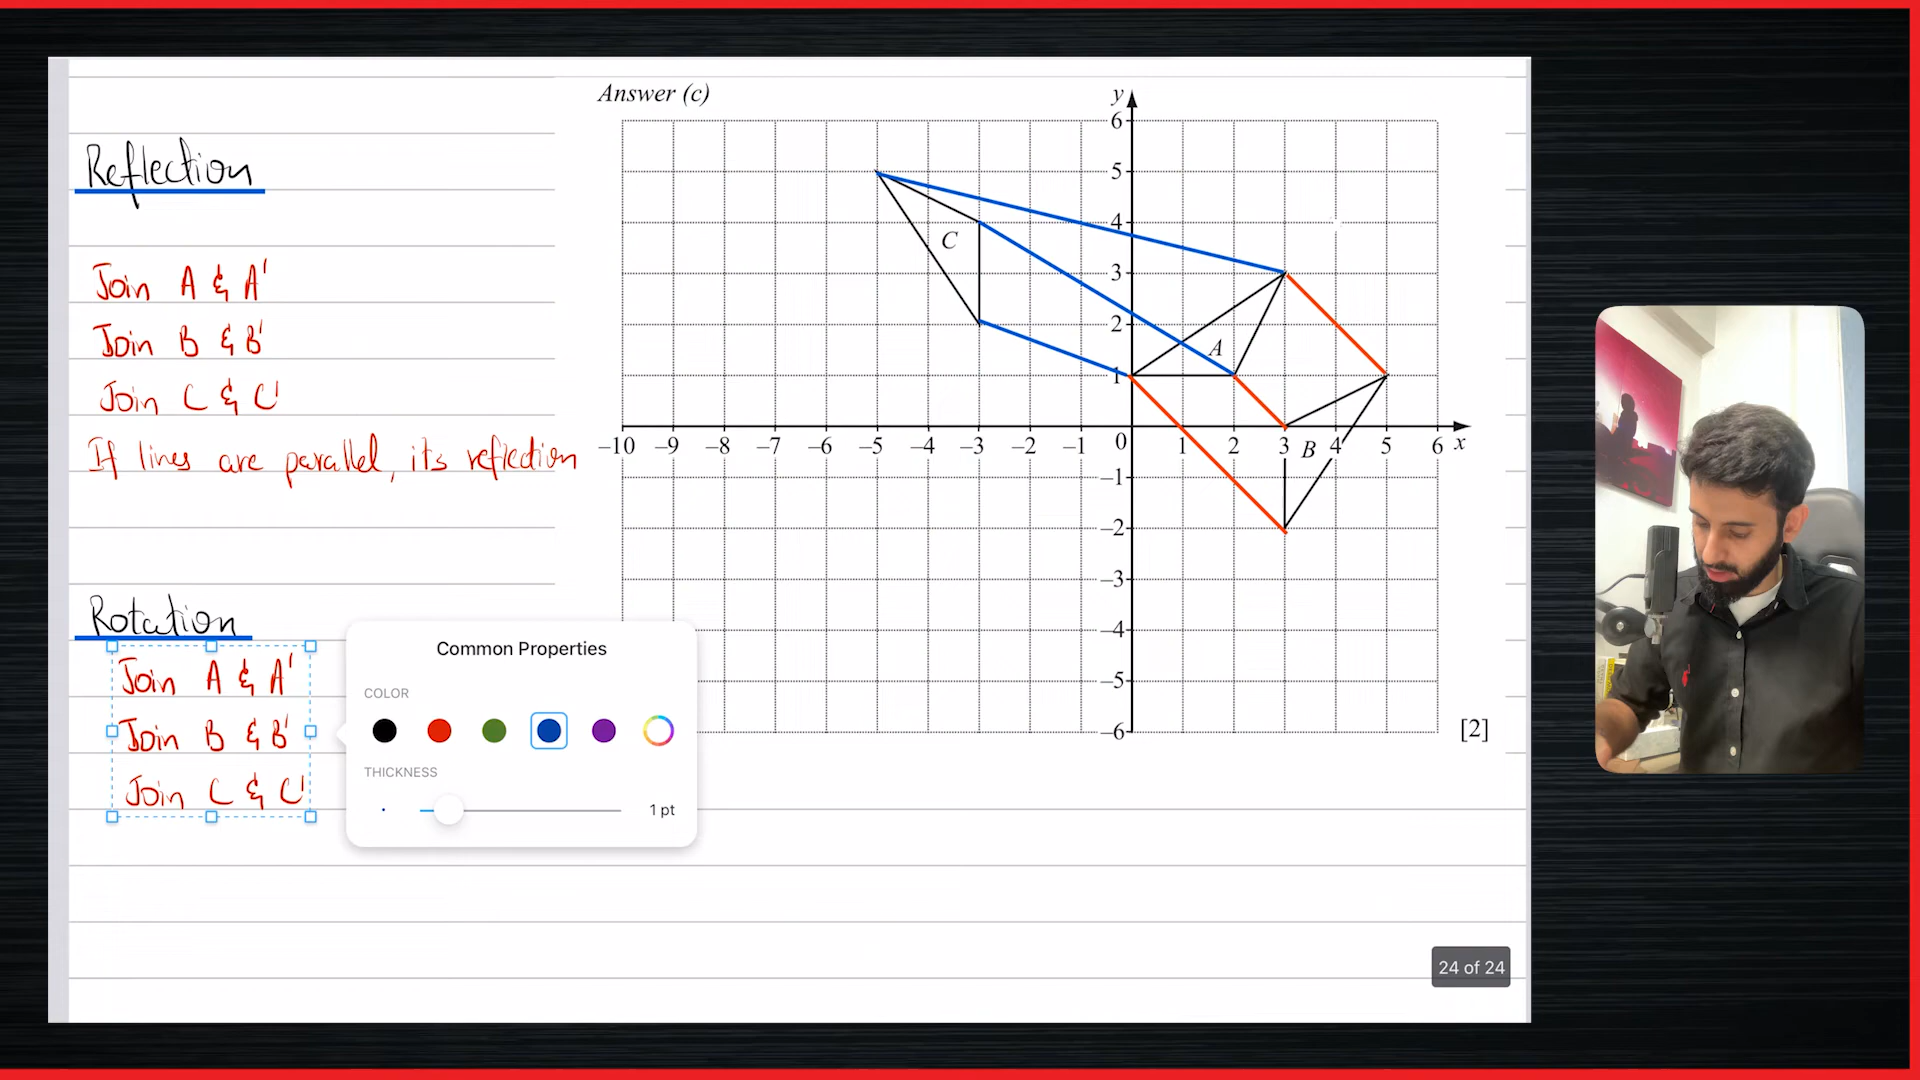 Reflection
Join A & A'
Join B & B'
Join C & C'
If lines are parallel, its reflection
Rotation
Join A & A'
Join B & B'
Join C & C'
Common Properties
COLOR
THICKNESS
1 pt
Answer (c)
y
6
5
4
3
2
1
C
A
–10 –9 –8 –7 –6 –5 –4 –3 –2 –1 0 1 2 3 4 5 6 x
B
–1
–2
–3
–4
–5
–6
[2]
24 of 24